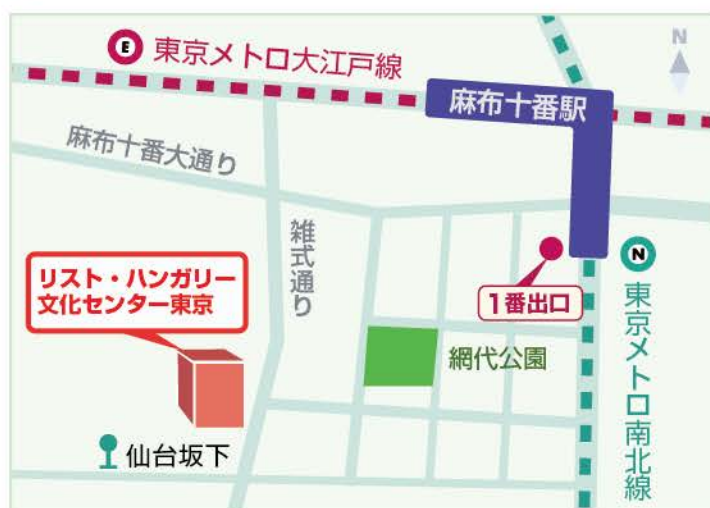 E 東京メトロ大江戸線
麻布十番駅
N
麻布十番大通り
雑式通り
リスト・ハンガリー
文化センター東京
1番出口
N
東京メトロ南北線
網代公園
仙台坂下